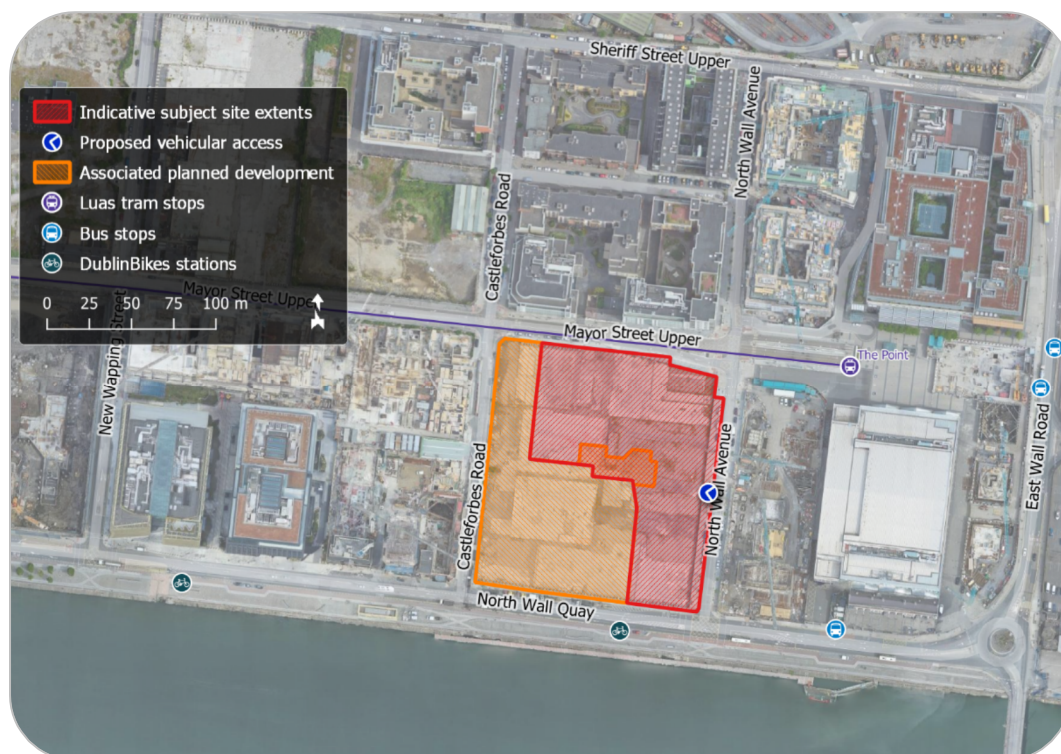 Sheriff Street Upper
North Wall Avenue
Indicative subject site extents
Proposed vehicular access
Associated planned development
Luas tram stops
Bus stops
DublinBikes stations
0 25 50 75 100 m
Castleforbes Road
Mayor Street Upper
New Wapping Street
Mayor Street Upper
The Point
East Wall Road
Castleforbes Road
North Wall Avenue
North Wall Quay